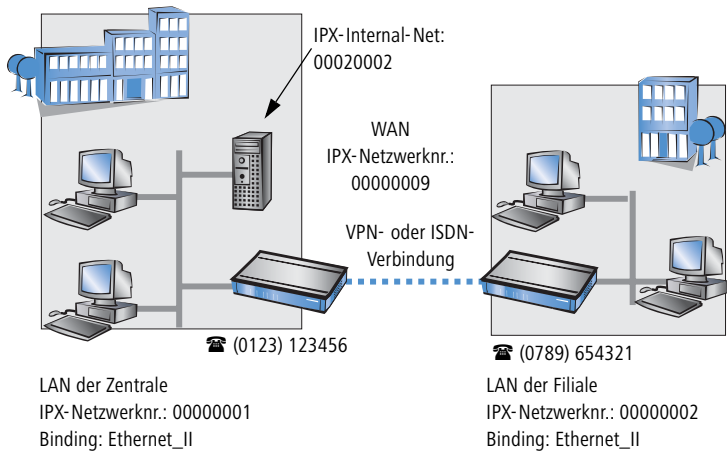 IPX-Internal-Net:
00020002
WAN
IPX-Netzwerknr.:
00000009
VPN- oder ISDN-
Verbindung
☎ (0123) 123456
☎ (0789) 654321
LAN der Zentrale
IPX-Netzwerknr.: 00000001
Binding: Ethernet_II
LAN der Filiale
IPX-Netzwerknr.: 00000002
Binding: Ethernet_II